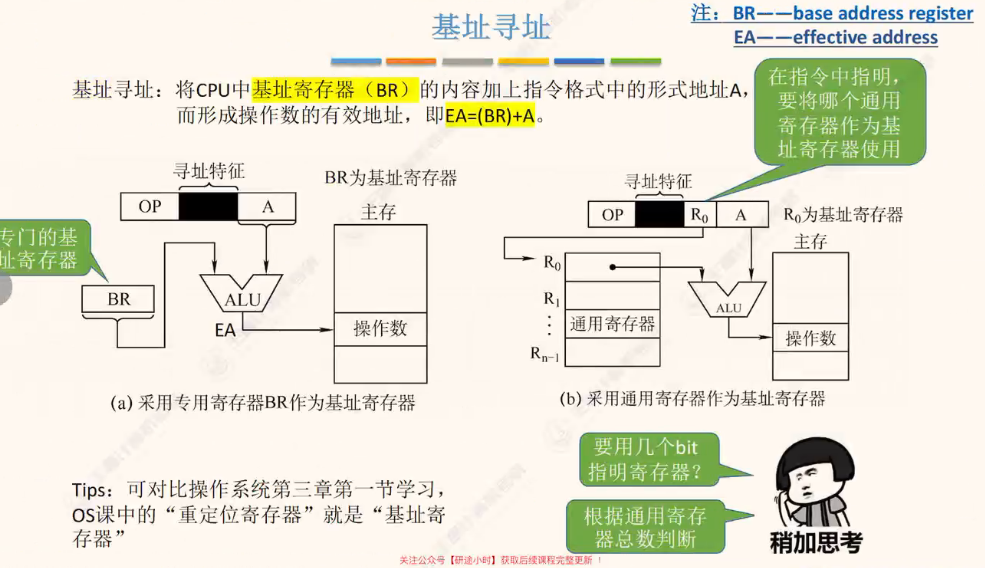 基址寻址
注：BR——base address register
EA——effective address
基址寻址：将CPU中基址寄存器（BR）的内容加上指令格式中的形式地址A，
而形成操作数的有效地址，即EA=(BR)+A。
在指令中指明，
要将哪个通用
寄存器作为基
址寄存器使用
寻址特征
BR为基址寄存器
OP
A
主存
专门的基
址寄存器
BR
ALU
EA
操作数
(a) 采用专用寄存器BR作为基址寄存器
寻址特征
OP
R0
A
R0为基址寄存器
主存
R0
R1
⋮
通用寄存器
Rn-1
ALU
操作数
(b) 采用通用寄存器作为基址寄存器
要用几个bit
指明寄存器？
根据通用寄存
器总数判断
稍加思考
Tips：可对比操作系统第三章第一节学习，
OS课中的“重定位寄存器”就是“基址寄
存器”
关注公众号【研途小时】获取后续课程完整更新 ！